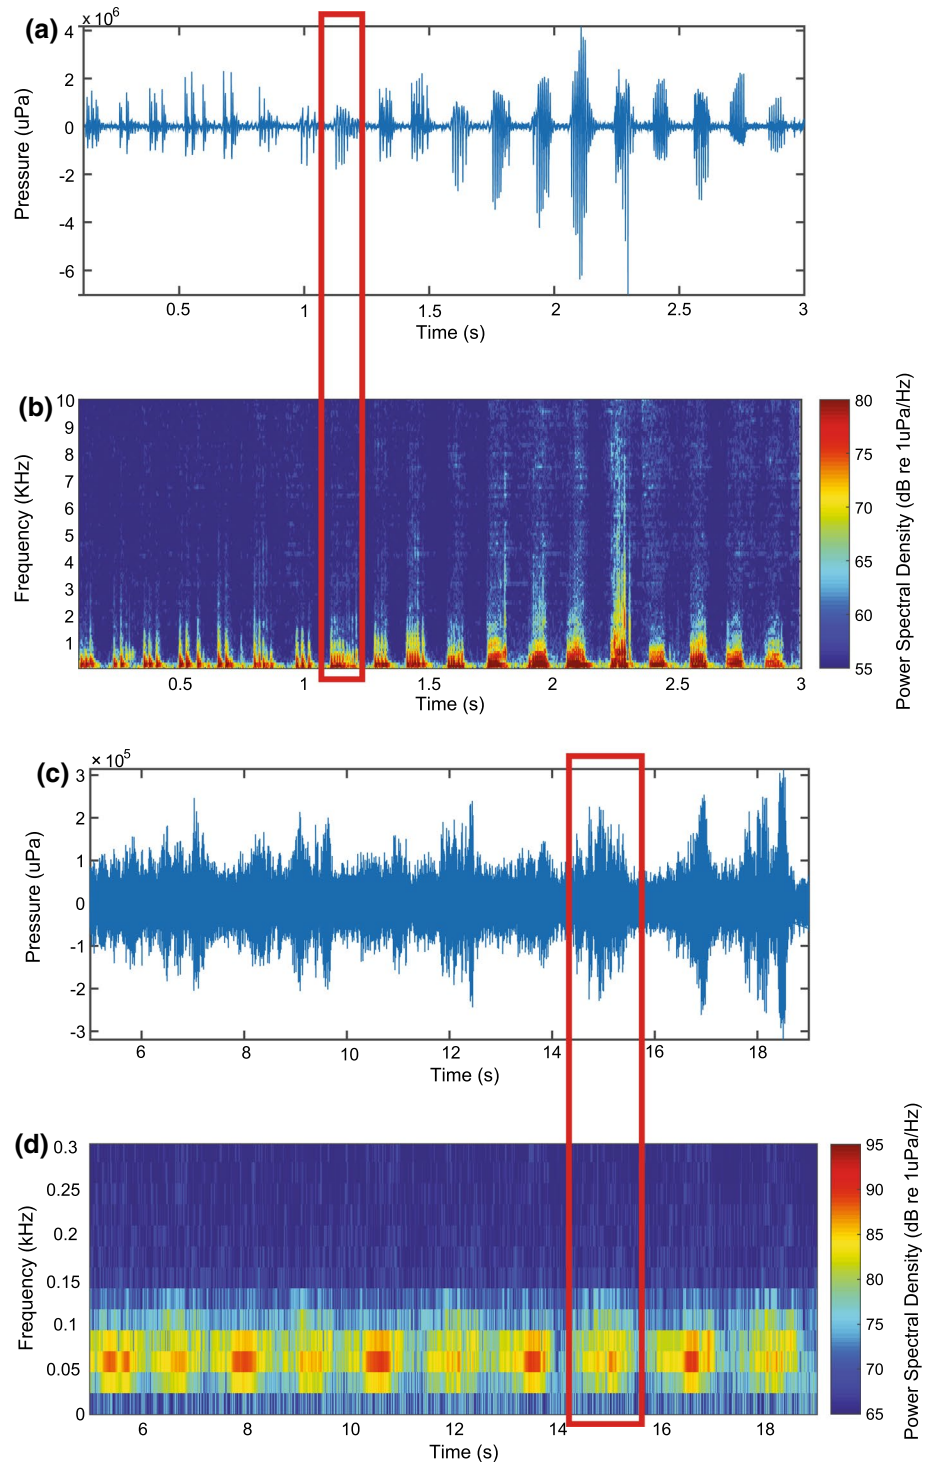 (a)
× 10⁶
4
2
0
-2
-4
-6
Pressure (uPa)
0.5 1 1.5 2 2.5 3
Time (s)
(b)
10
9
8
7
6
5
4
3
2
1
Frequency (KHz)
0.5 1 1.5 2 2.5 3
Time (s)
80
75
70
65
60
55
Power Spectral Density (dB re 1uPa/Hz)
(c)
× 10⁵
3
2
1
0
-1
-2
-3
Pressure (uPa)
6 8 10 12 14 16 18
Time (s)
(d)
0.3
0.25
0.2
0.15
0.1
0.05
0
Frequency (kHz)
6 8 10 12 14 16 18
Time (s)
95
90
85
80
75
70
65
Power Spectral Density (dB re 1uPa/Hz)